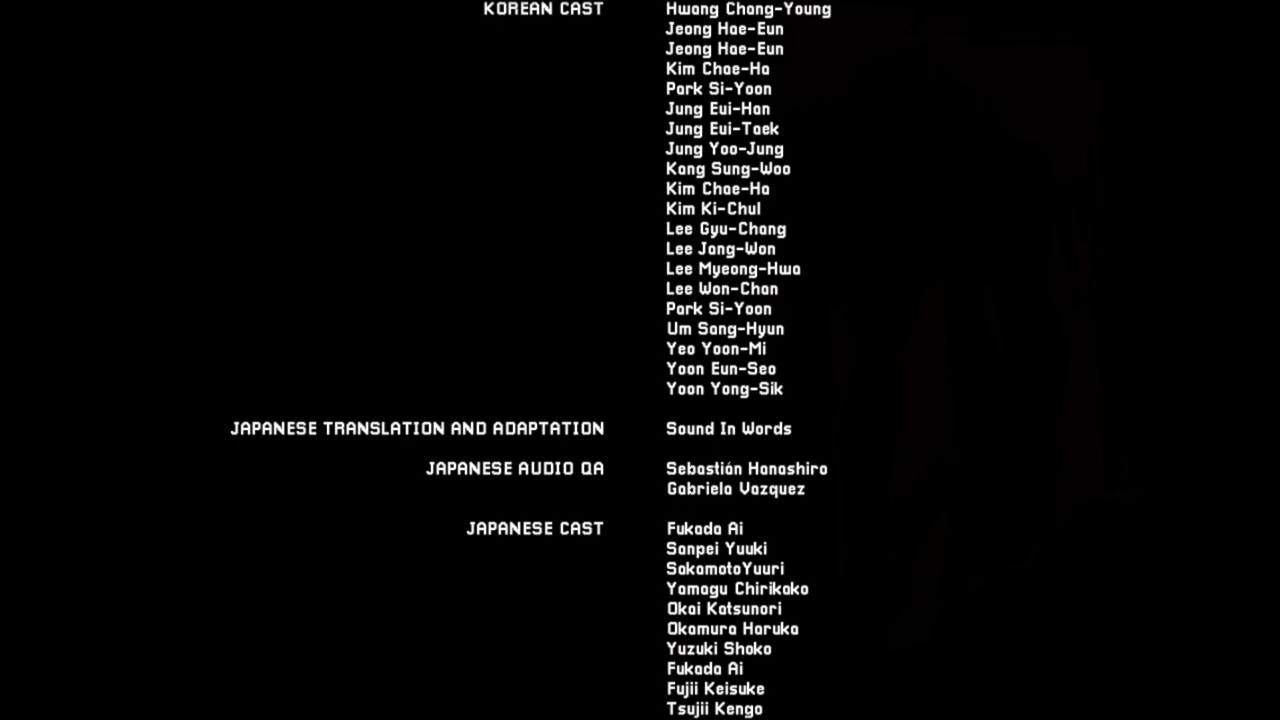 KOREAN CAST Hwang Chang-Young
Jeong Hae-Eun
Jeong Hae-Eun
Kim Chae-Ha
Park Si-Yoon
Jung Eui-Han
Jung Eui-Taek
Jung Yoo-Jung
Kang Sung-Woo
Kim Chae-Ha
Kim Ki-Chul
Lee Gyu-Chang
Lee Jang-Won
Lee Myeong-Hwa
Lee Won-Chan
Park Si-Yoon
Um Sang-Hyun
Yeo Yoon-Mi
Yoon Eun-Seo
Yoon Yong-Sik
JAPANESE TRANSLATION AND ADAPTATION Sound In Words
JAPANESE AUDIO QA Sebastián Hanashiro
Gabriela Vazquez
JAPANESE CAST Fukada Ai
Sanpei Yuuki
SakamotoYuuri
Yamagu Chirikako
Okai Katsunori
Okamura Haruka
Yuzuki Shoko
Fukada Ai
Fujii Keisuke
Tsujii Kengo